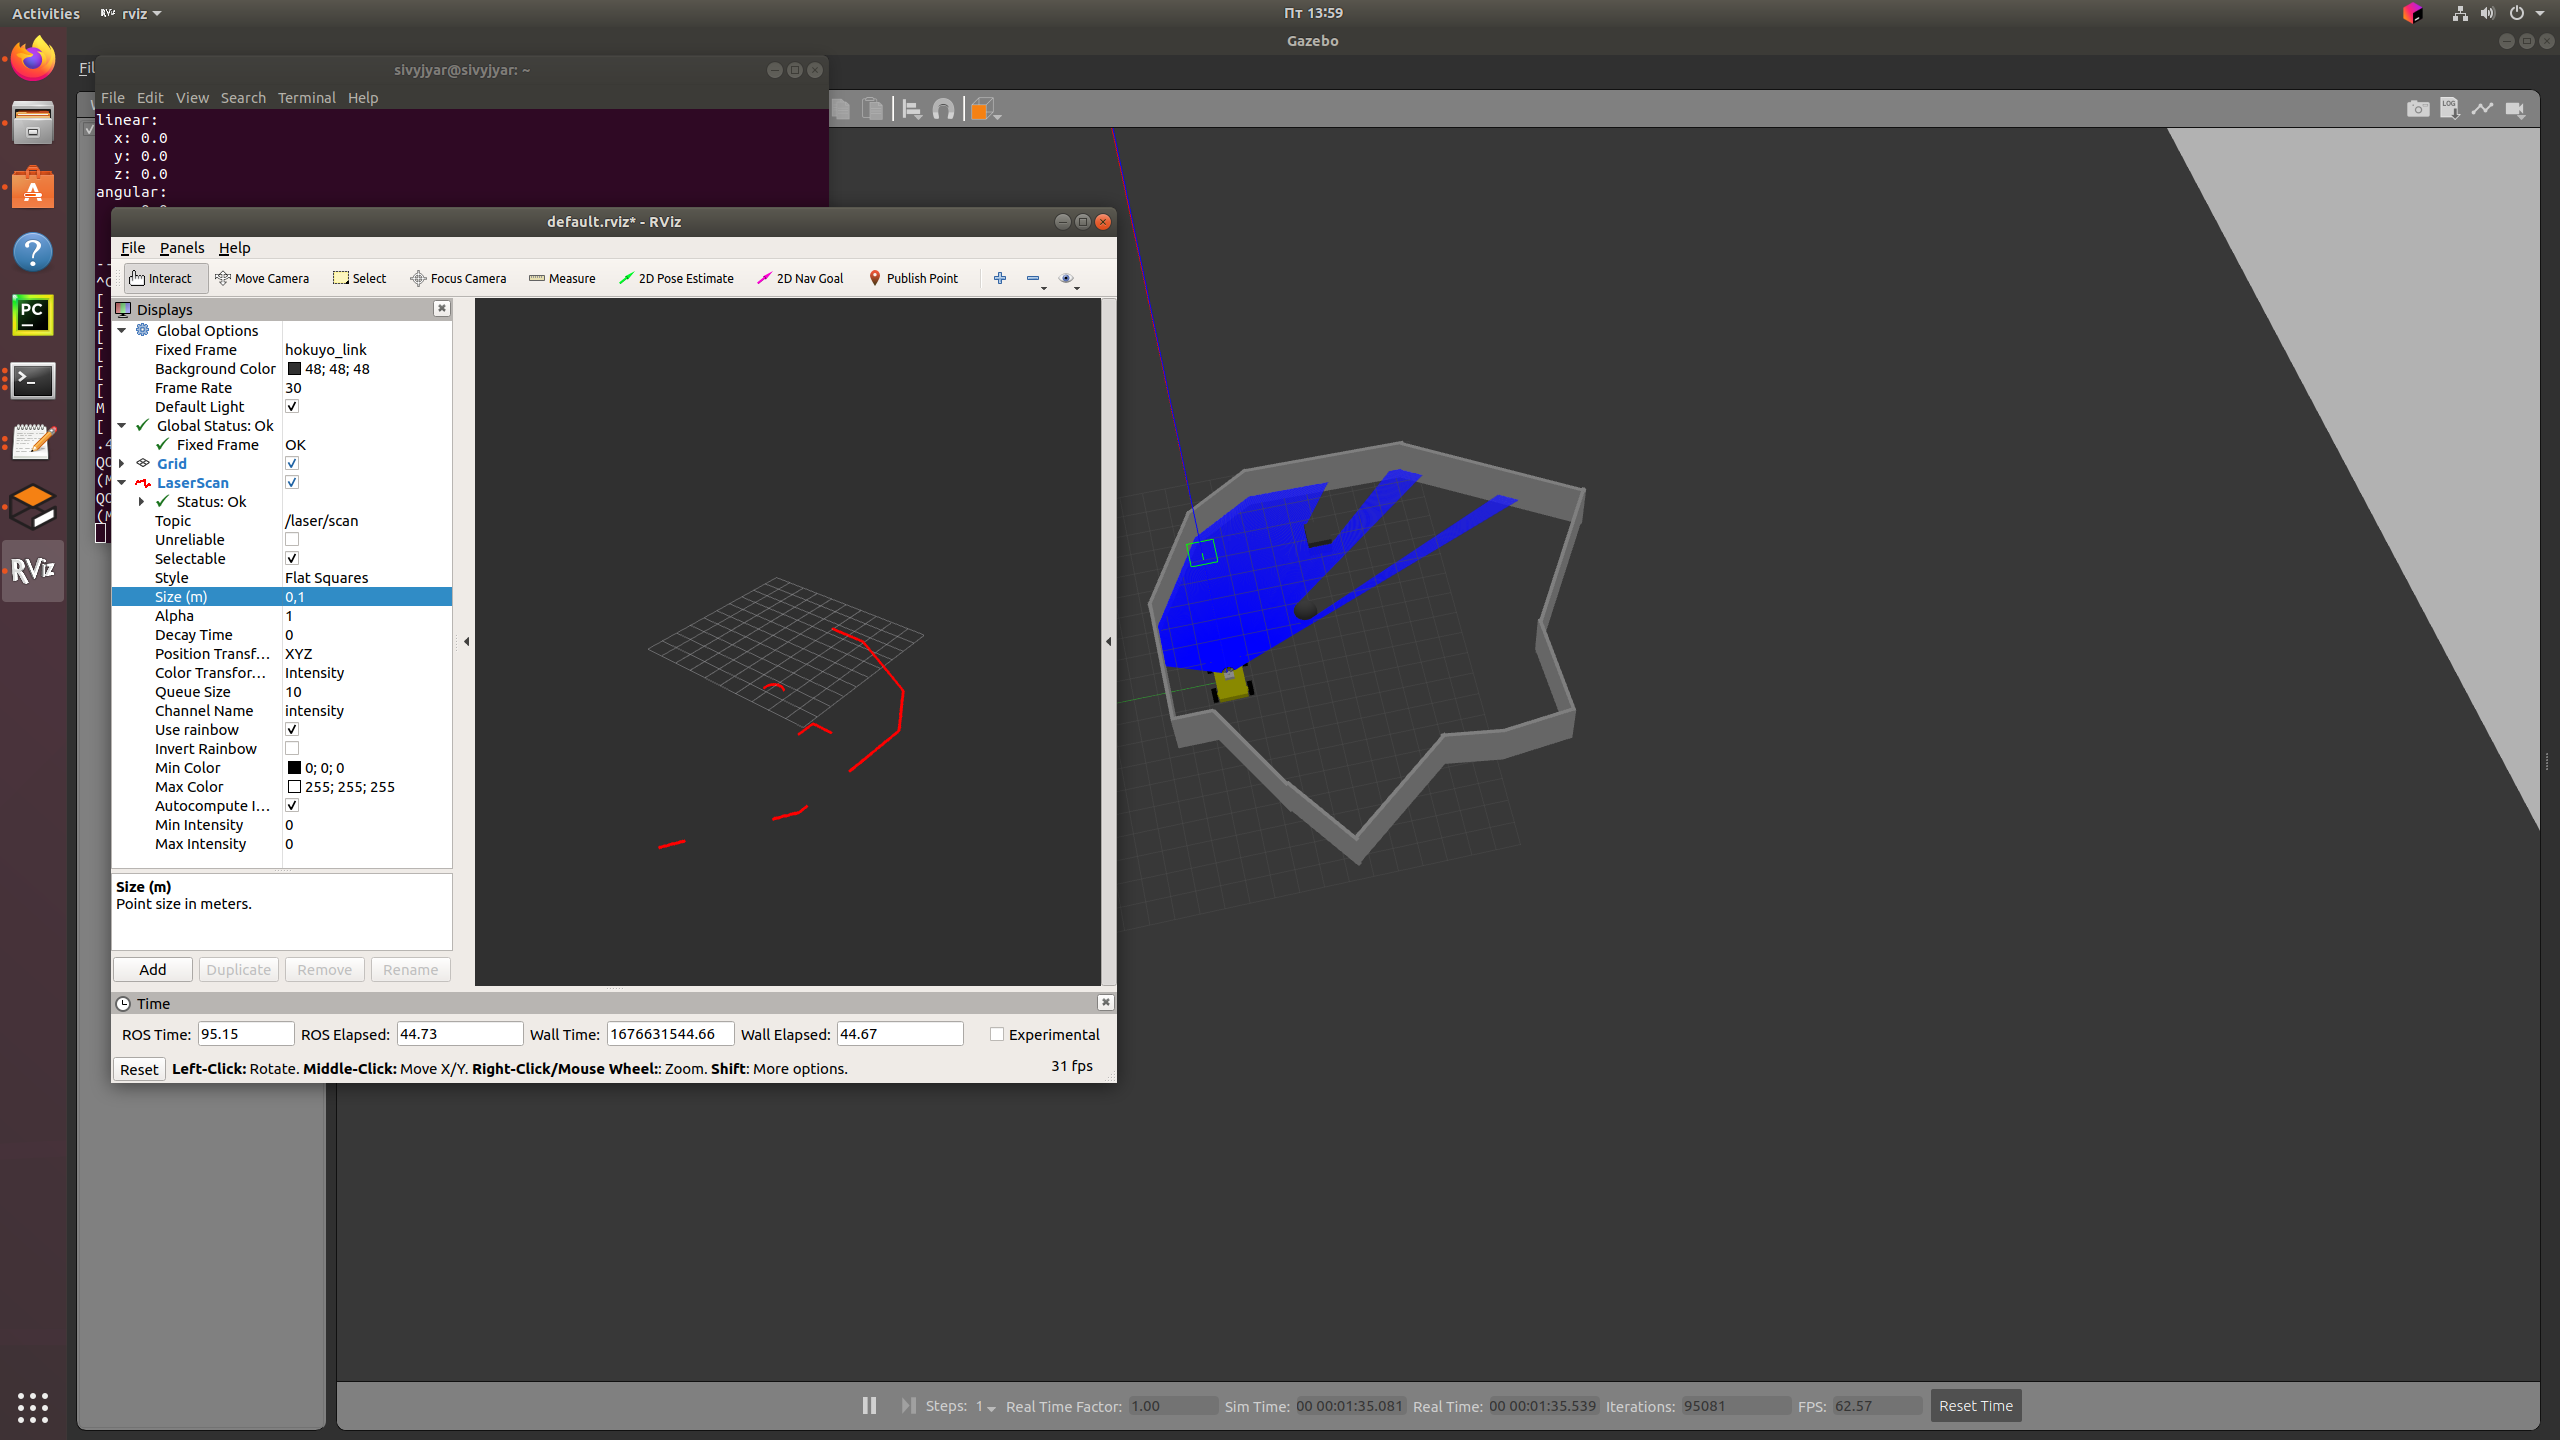 Activities
rviz
Пт 13:59
Gazebo
Fil
sivyjyar@sivyjyar: ~
File Edit View Search Terminal Help
linear:
x: 0.0
y: 0.0
z: 0.0
angular:
default.rviz* - RViz
File Panels Help
Interact Move Camera Select Focus Camera Measure 2D Pose Estimate 2D Nav Goal Publish Point
Displays
Global Options
Fixed Frame hokuyo_link
Background Color 48; 48; 48
Frame Rate 30
Default Light
Global Status: Ok
Fixed Frame OK
Grid
LaserScan
Status: Ok
Topic /laser/scan
Unreliable
Selectable
Style Flat Squares
Size (m) 0,1
Alpha 1
Decay Time 0
Position Transf... XYZ
Color Transfor... Intensity
Queue Size 10
Channel Name intensity
Use rainbow
Invert Rainbow
Min Color 0; 0; 0
Max Color 255; 255; 255
Autocompute I...
Min Intensity 0
Max Intensity 0
Size (m)
Point size in meters.
Add Duplicate Remove Rename
Time
ROS Time: 95.15 ROS Elapsed: 44.73 Wall Time: 1676631544.66 Wall Elapsed: 44.67 Experimental
Reset Left-Click: Rotate. Middle-Click: Move X/Y. Right-Click/Mouse Wheel:: Zoom. Shift: More options. 31 fps
PC
RViz
LOG
Steps: 1 Real Time Factor: 1.00 Sim Time: 00 00:01:35.081 Real Time: 00 00:01:35.539 Iterations: 95081 FPS: 62.57 Reset Time